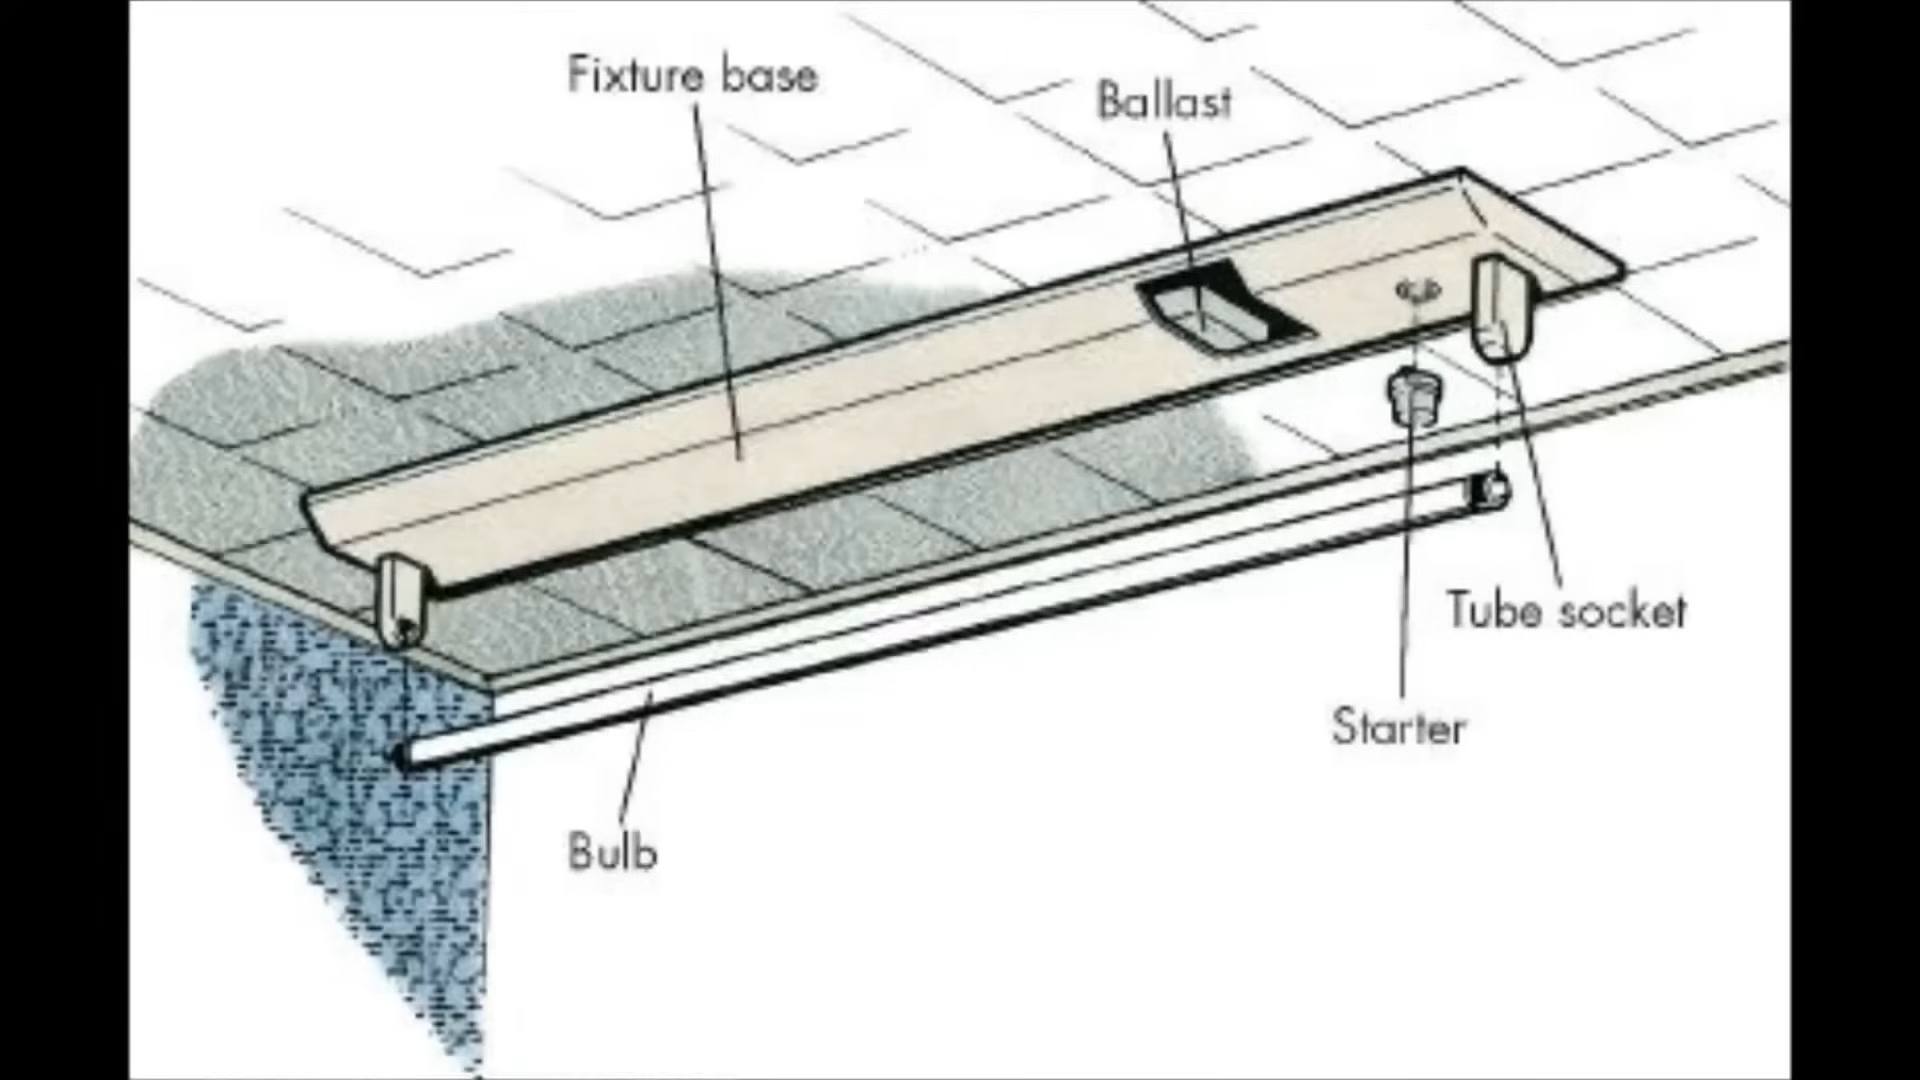 Fixture base
Ballast
Tube socket
Starter
Bulb